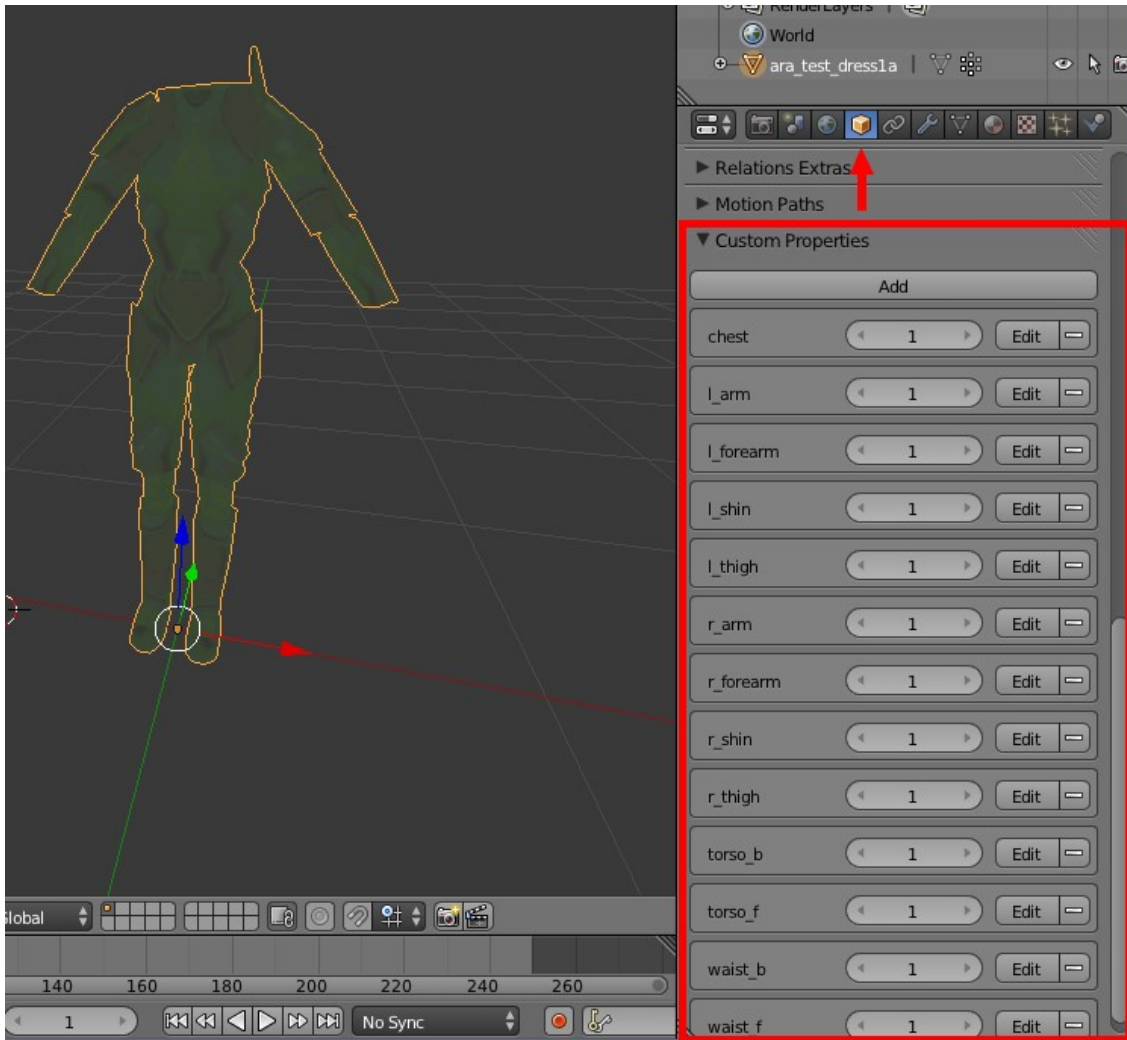 RenderLayers |
World
ara_test_dress1a |
Relations Extras
Motion Paths
Custom Properties
Add
chest 1 Edit
l_arm 1 Edit
l_forearm 1 Edit
l_shin 1 Edit
l_thigh 1 Edit
r_arm 1 Edit
r_forearm 1 Edit
r_shin 1 Edit
r_thigh 1 Edit
torso_b 1 Edit
torso_f 1 Edit
waist_b 1 Edit
waist_f 1 Edit
Global
140 160 180 200 220 240 260
1 No Sync